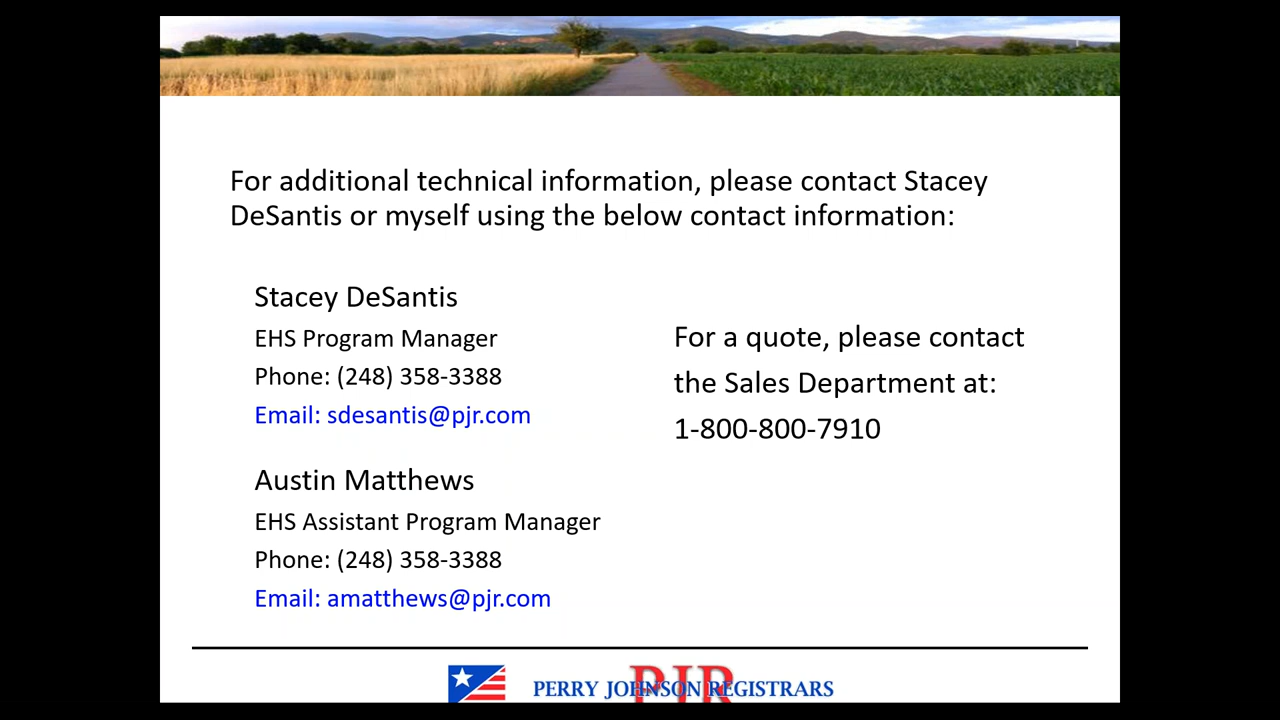 For additional technical information, please contact Stacey
DeSantis or myself using the below contact information:
Stacey DeSantis
EHS Program Manager
Phone: (248) 358-3388
Email: sdesantis@pjr.com
Austin Matthews
EHS Assistant Program Manager
Phone: (248) 358-3388
Email: amatthews@pjr.com
For a quote, please contact
the Sales Department at:
1-800-800-7910
PJR
PERRY JOHNSON REGISTRARS